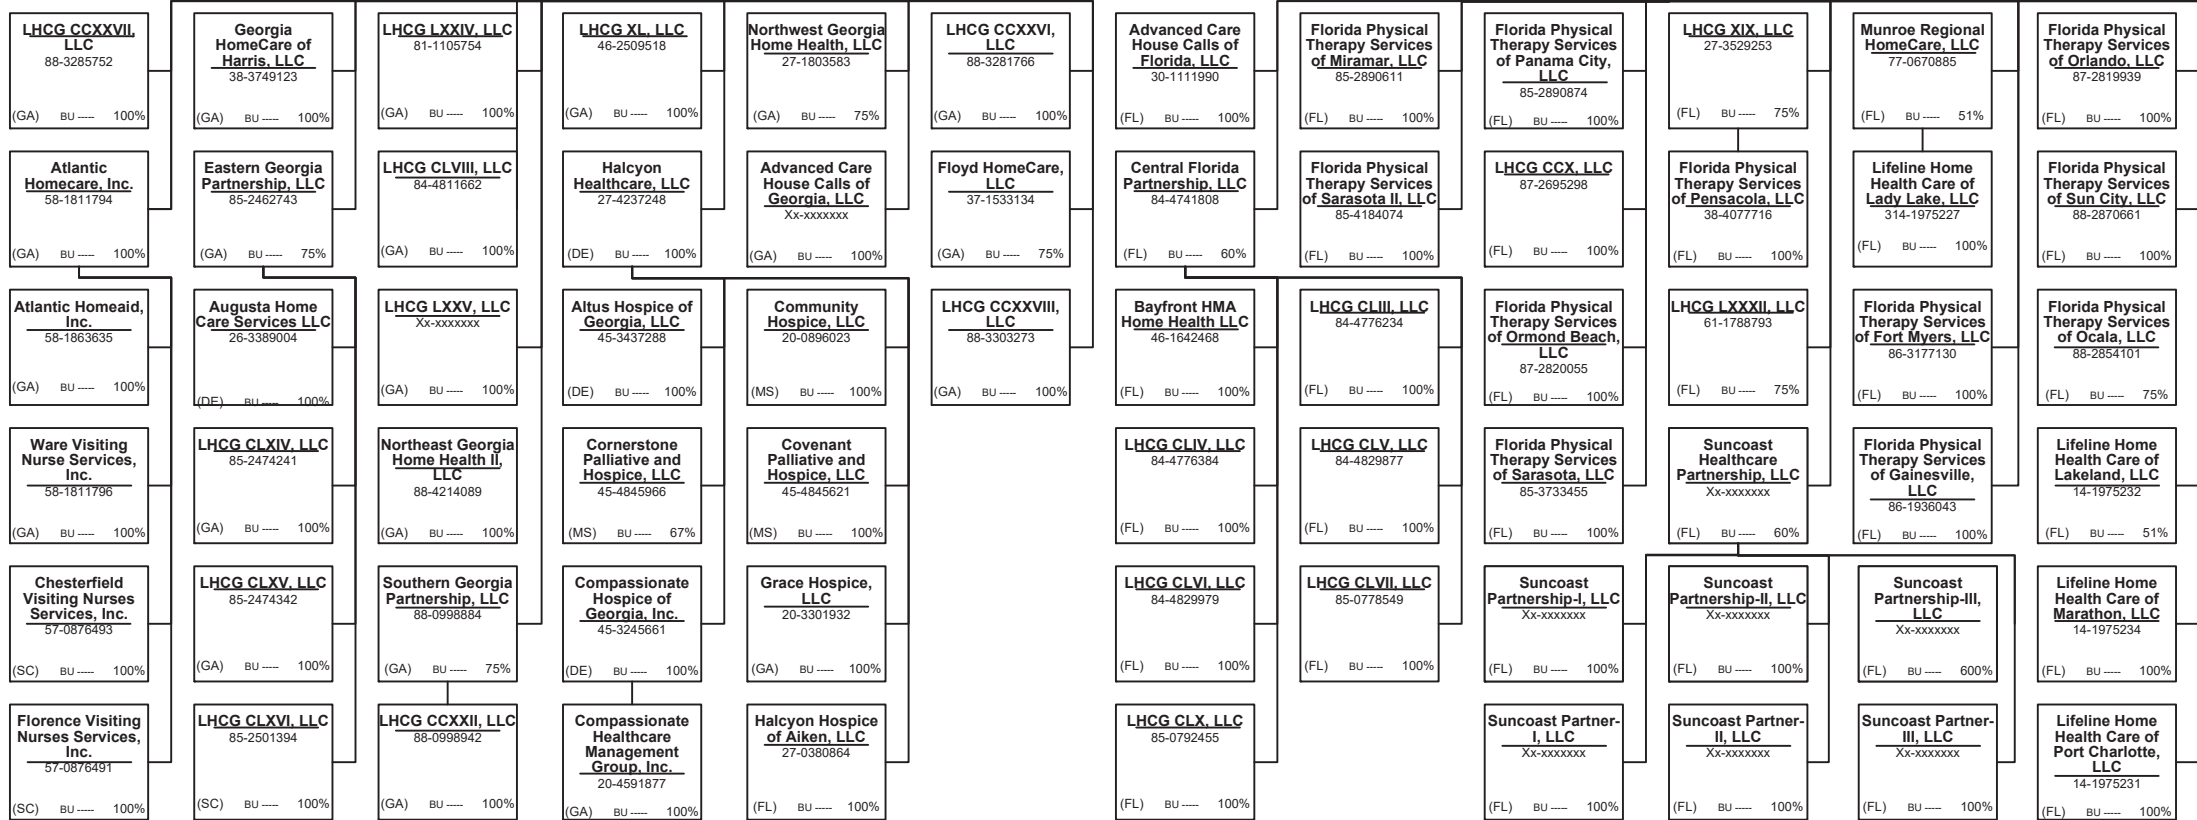 LHCG CCXXVII,
LLC
88-3285752
(GA) BU ----- 100%
Georgia
HomeCare of
Harris, LLC
38-3749123
(GA) BU ----- 100%
LHCG LXXIV, LLC
81-1105754
(GA) BU ----- 100%
LHCG XL, LLC
46-2509518
(GA) BU ----- 100%
Northwest Georgia
Home Health, LLC
27-1803583
(GA) BU ----- 75%
LHCG CCXXVI,
LLC
88-3281766
(GA) BU ----- 100%
Advanced Care
House Calls of
Florida, LLC
30-1111990
(FL) BU ----- 100%
Florida Physical
Therapy Services
of Miramar, LLC
85-2890611
(FL) BU ----- 100%
Florida Physical
Therapy Services
of Panama City,
LLC
85-2890874
(FL) BU ----- 100%
LHCG XIX, LLC
27-3529253
(FL) BU ----- 75%
Munroe Regional
HomeCare, LLC
77-0670885
(FL) BU ----- 51%
Florida Physical
Therapy Services
of Orlando, LLC
87-2819939
(FL) BU ----- 100%
Atlantic
Homecare, Inc.
58-1811794
(GA) BU ----- 100%
Eastern Georgia
Partnership, LLC
85-2462743
(GA) BU ----- 75%
LHCG CLVIII, LLC
84-4811662
(GA) BU ----- 100%
Halcyon
Healthcare, LLC
27-4237248
(DE) BU ----- 100%
Advanced Care
House Calls of
Georgia, LLC
Xx-xxxxxxx
(GA) BU ----- 100%
Floyd HomeCare,
LLC
37-1533134
(GA) BU ----- 75%
Central Florida
Partnership, LLC
84-4741808
(FL) BU ----- 60%
Florida Physical
Therapy Services
of Sarasota II, LLC
85-4184074
(FL) BU ----- 100%
LHCG CCX, LLC
87-2695298
(FL) BU ----- 100%
Florida Physical
Therapy Services
of Pensacola, LLC
38-4077716
(FL) BU ----- 100%
Lifeline Home
Health Care of
Lady Lake, LLC
314-1975227
(FL) BU ----- 100%
Florida Physical
Therapy Services
of Sun City, LLC
88-2870661
(FL) BU ----- 100%
Atlantic Homeaid,
Inc.
58-1863635
(GA) BU ----- 100%
Augusta Home
Care Services LLC
26-3389004
(DE) BU ----- 100%
LHCG LXXV, LLC
Xx-xxxxxxx
(GA) BU ----- 100%
Altus Hospice of
Georgia, LLC
45-3437288
(DE) BU ----- 100%
Community
Hospice, LLC
20-0896023
(MS) BU ----- 100%
LHCG CCXXVIII,
LLC
88-3303273
(GA) BU ----- 100%
Bayfront HMA
Home Health LLC
46-1642468
(FL) BU ----- 100%
LHCG CLIII, LLC
84-4776234
(FL) BU ----- 100%
Florida Physical
Therapy Services
of Ormond Beach,
LLC
87-2820055
(FL) BU ----- 100%
LHCG LXXXII, LLC
61-1788793
(FL) BU ----- 75%
Florida Physical
Therapy Services
of Fort Myers, LLC
86-3177130
(FL) BU ----- 100%
Florida Physical
Therapy Services
of Ocala, LLC
88-2854101
(FL) BU ----- 75%
Ware Visiting
Nurse Services,
Inc.
58-1811796
(GA) BU ----- 100%
LHCG CLXIV, LLC
85-2474241
(GA) BU ----- 100%
Northeast Georgia
Home Health II,
LLC
88-4214089
(GA) BU ----- 100%
Cornerstone
Palliative and
Hospice, LLC
45-4845966
(MS) BU ----- 67%
Covenant
Palliative and
Hospice, LLC
45-4845621
(MS) BU ----- 100%
LHCG CLIV, LLC
84-4776384
(FL) BU ----- 100%
LHCG CLV, LLC
84-4829877
(FL) BU ----- 100%
Florida Physical
Therapy Services
of Sarasota, LLC
85-3733455
(FL) BU ----- 100%
Suncoast
Healthcare
Partnership, LLC
Xx-xxxxxxx
(FL) BU ----- 60%
Florida Physical
Therapy Services
of Gainesville,
LLC
86-1936043
(FL) BU ----- 100%
Lifeline Home
Health Care of
Lakeland, LLC
14-1975232
(FL) BU ----- 51%
Chesterfield
Visiting Nurses
Services, Inc.
57-0876493
(SC) BU ----- 100%
LHCG CLXV, LLC
85-2474342
(GA) BU ----- 100%
Southern Georgia
Partnership, LLC
88-0998884
(GA) BU ----- 75%
Compassionate
Hospice of
Georgia, Inc.
45-3245661
(DE) BU ----- 100%
Grace Hospice,
LLC
20-3301932
(GA) BU ----- 100%
LHCG CLVI, LLC
84-4829979
(FL) BU ----- 100%
LHCG CLVII, LLC
85-0778549
(FL) BU ----- 100%
Suncoast
Partnership-I, LLC
Xx-xxxxxxx
(FL) BU ----- 100%
Suncoast
Partnership-II, LLC
Xx-xxxxxxx
(FL) BU ----- 100%
Suncoast
Partnership-III,
LLC
Xx-xxxxxxx
(FL) BU ----- 600%
Lifeline Home
Health Care of
Marathon, LLC
14-1975234
(FL) BU ----- 100%
Florence Visiting
Nurses Services,
Inc.
57-0876491
(SC) BU ----- 100%
LHCG CLXVI, LLC
85-2501394
(SC) BU ----- 100%
LHCG CCXXII, LLC
88-0998942
(GA) BU ----- 100%
Compassionate
Healthcare
Management
Group, Inc.
20-4591877
(GA) BU ----- 100%
Halcyon Hospice
of Aiken, LLC
27-0380864
(FL) BU ----- 100%
LHCG CLX, LLC
85-0792455
(FL) BU ----- 100%
Suncoast Partner-
I, LLC
Xx-xxxxxxx
(FL) BU ----- 100%
Suncoast Partner-
II, LLC
Xx-xxxxxxx
(FL) BU ----- 100%
Suncoast Partner-
III, LLC
Xx-xxxxxxx
(FL) BU ----- 100%
Lifeline Home
Health Care of
Port Charlotte,
LLC
14-1975231
(FL) BU ----- 100%